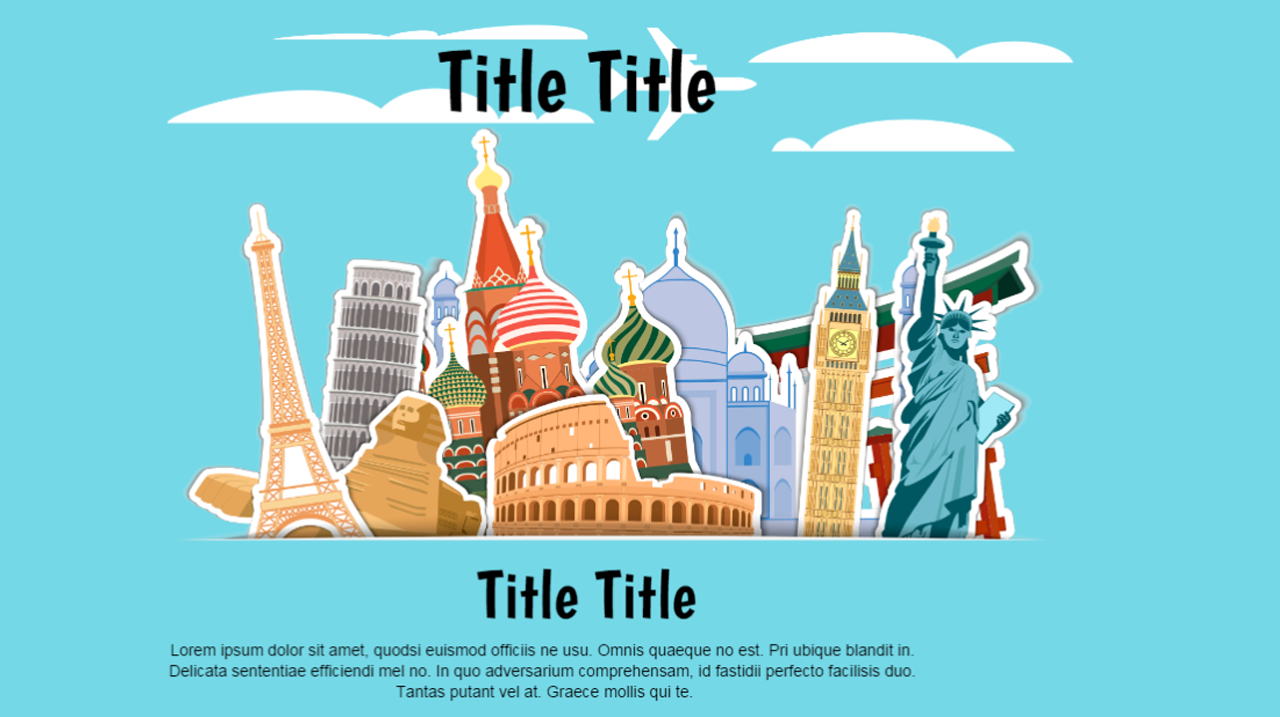 Title Title
Title Title
Lorem ipsum dolor sit amet, quodsi euismod officiis ne usu. Omnis quaeque no est. Pri ubique blandit in.
Delicata sententiae efficiendi mel no. In quo adversarium comprehensam, id fastidii perfecto facilisis duo.
Tantas putant vel at. Graece mollis qui te.